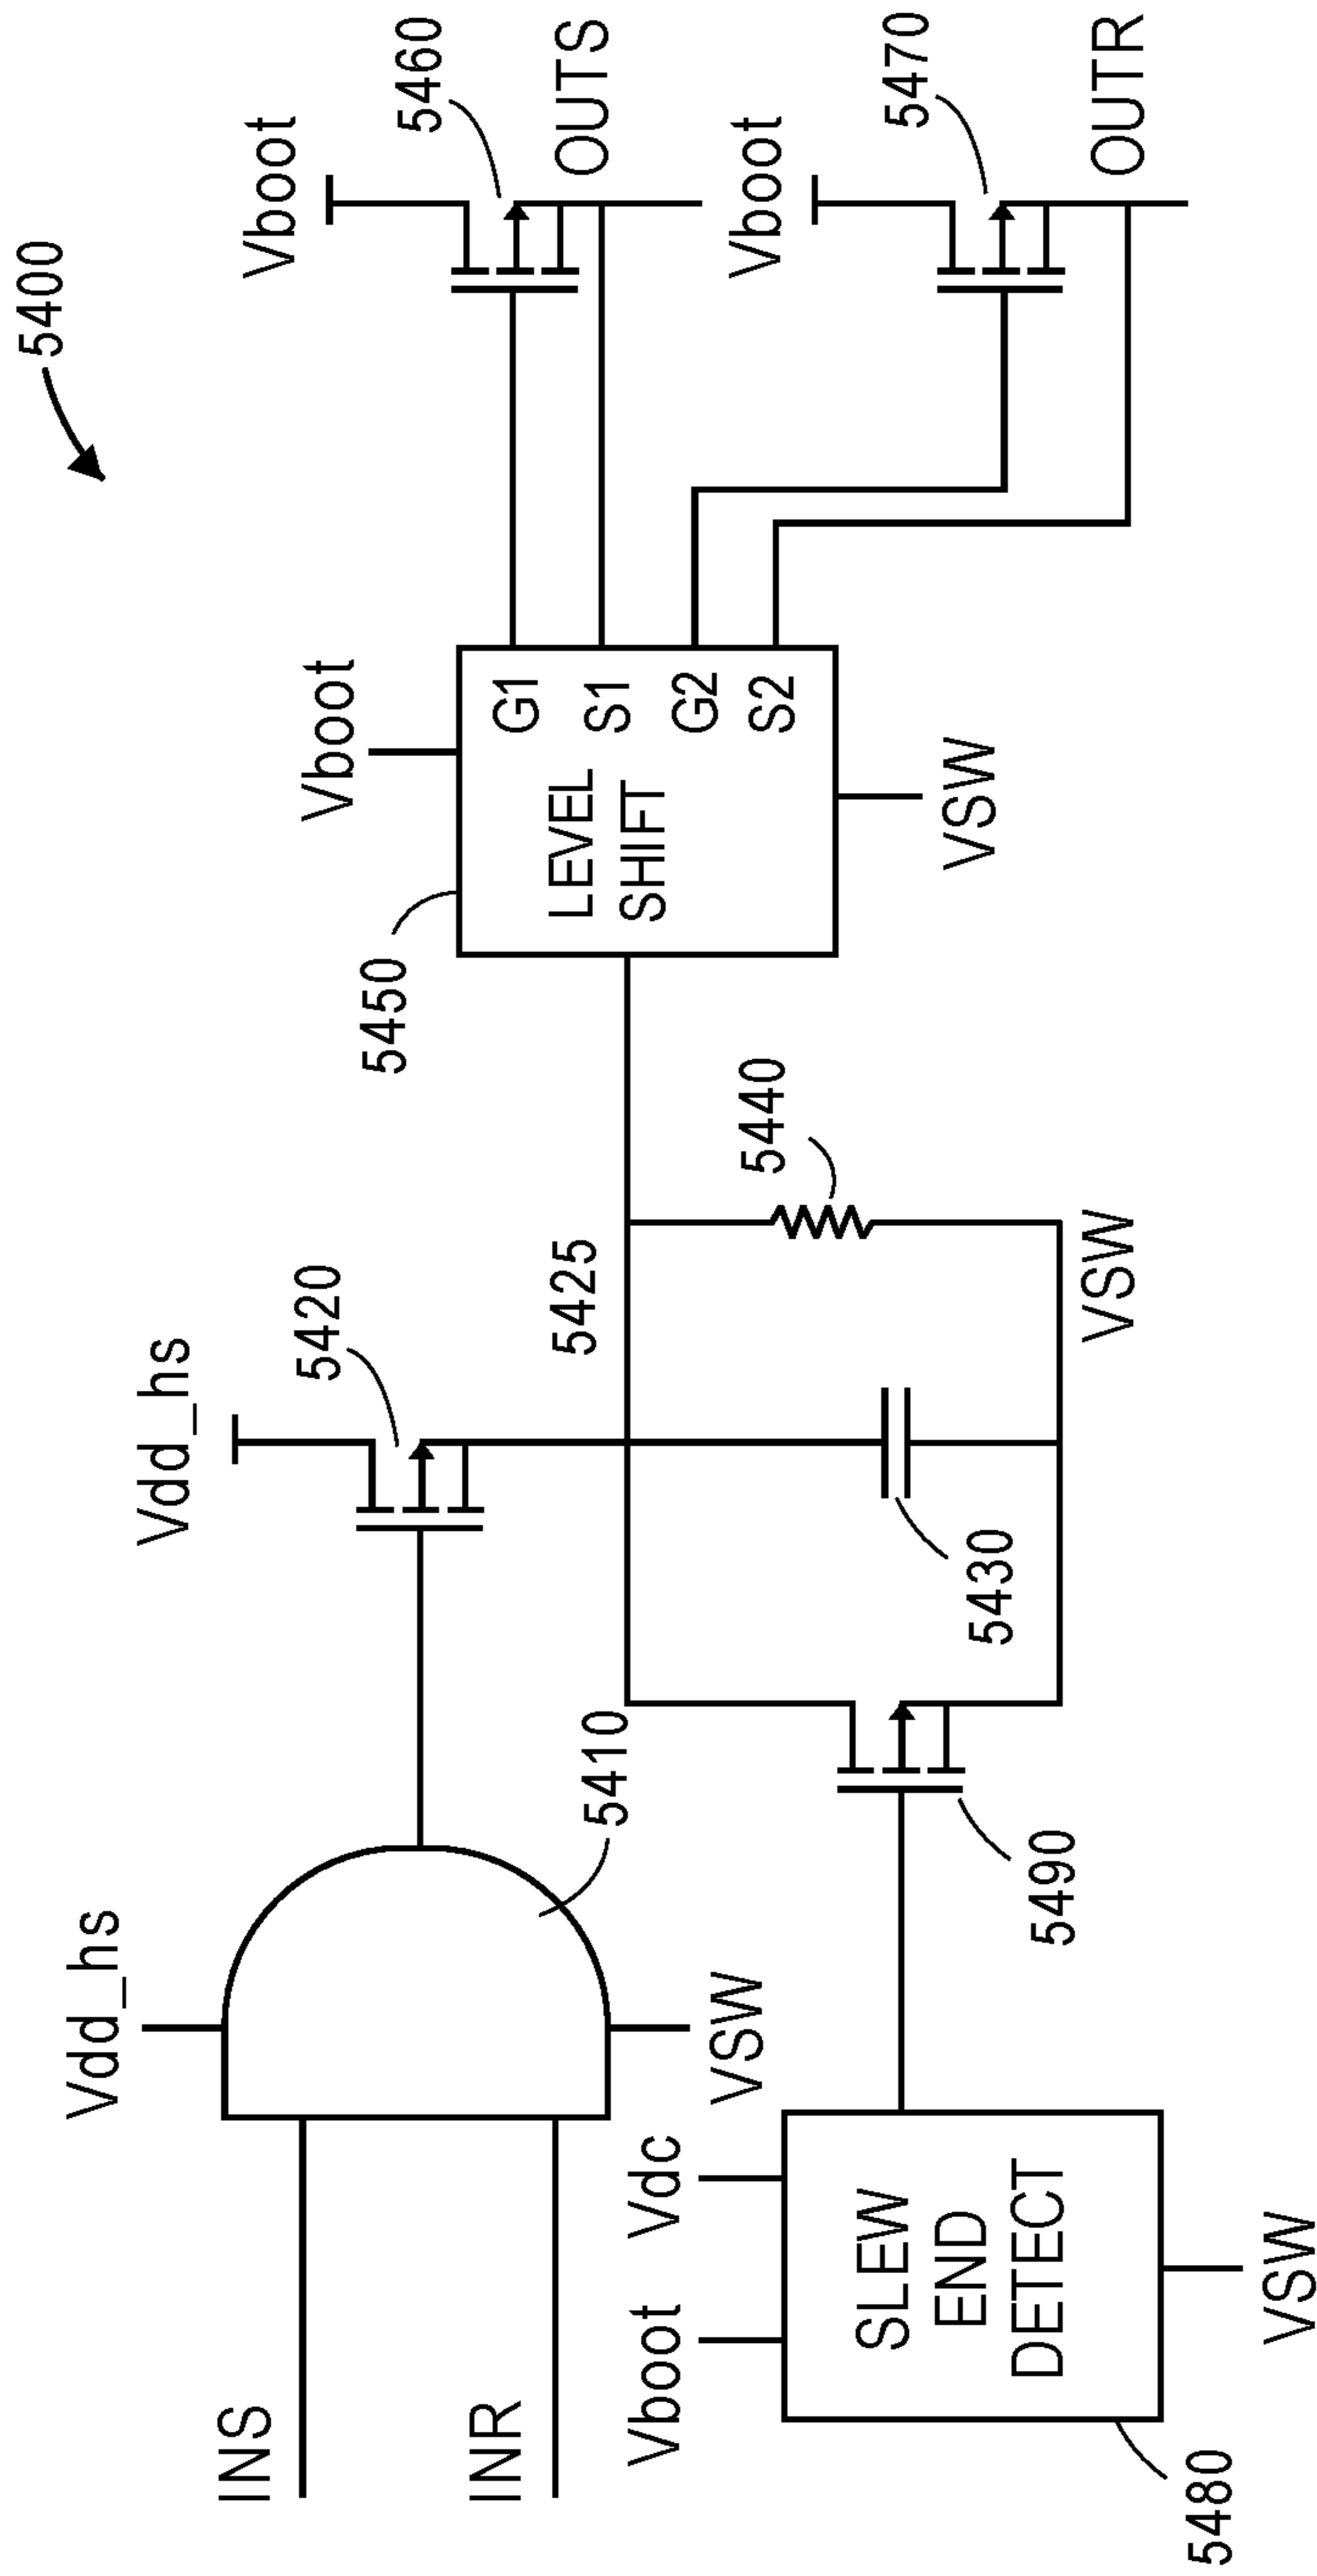 5400
Vdd_hs
Vdd_hs
Vboot
Vboot
INS
5410
5420
5425
5450
LEVEL
SHIFT
G1
S1
G2
S2
5460
OUTS
INR
VSW
Vboot
Vdc
Vboot
5470
OUTR
SLEW
END
DETECT
5480
VSW
5490
5430
5440
VSW
VSW